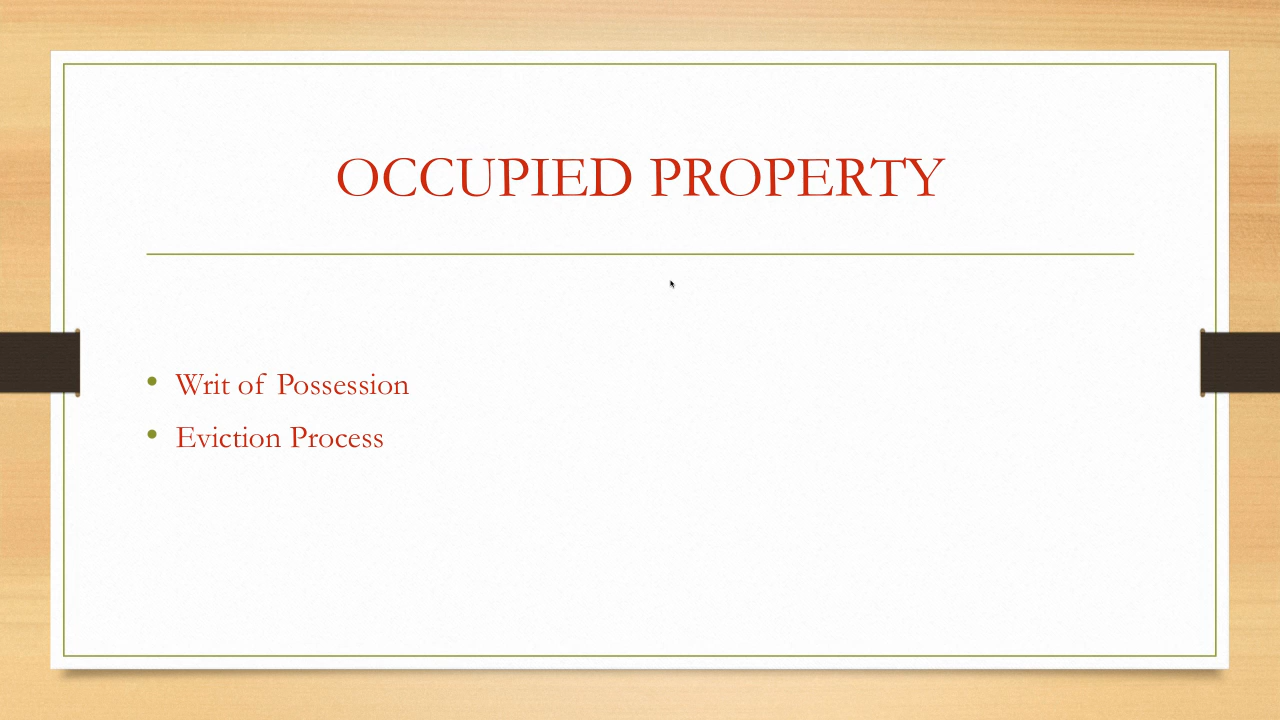 OCCUPIED PROPERTY
• Writ of Possession
• Eviction Process